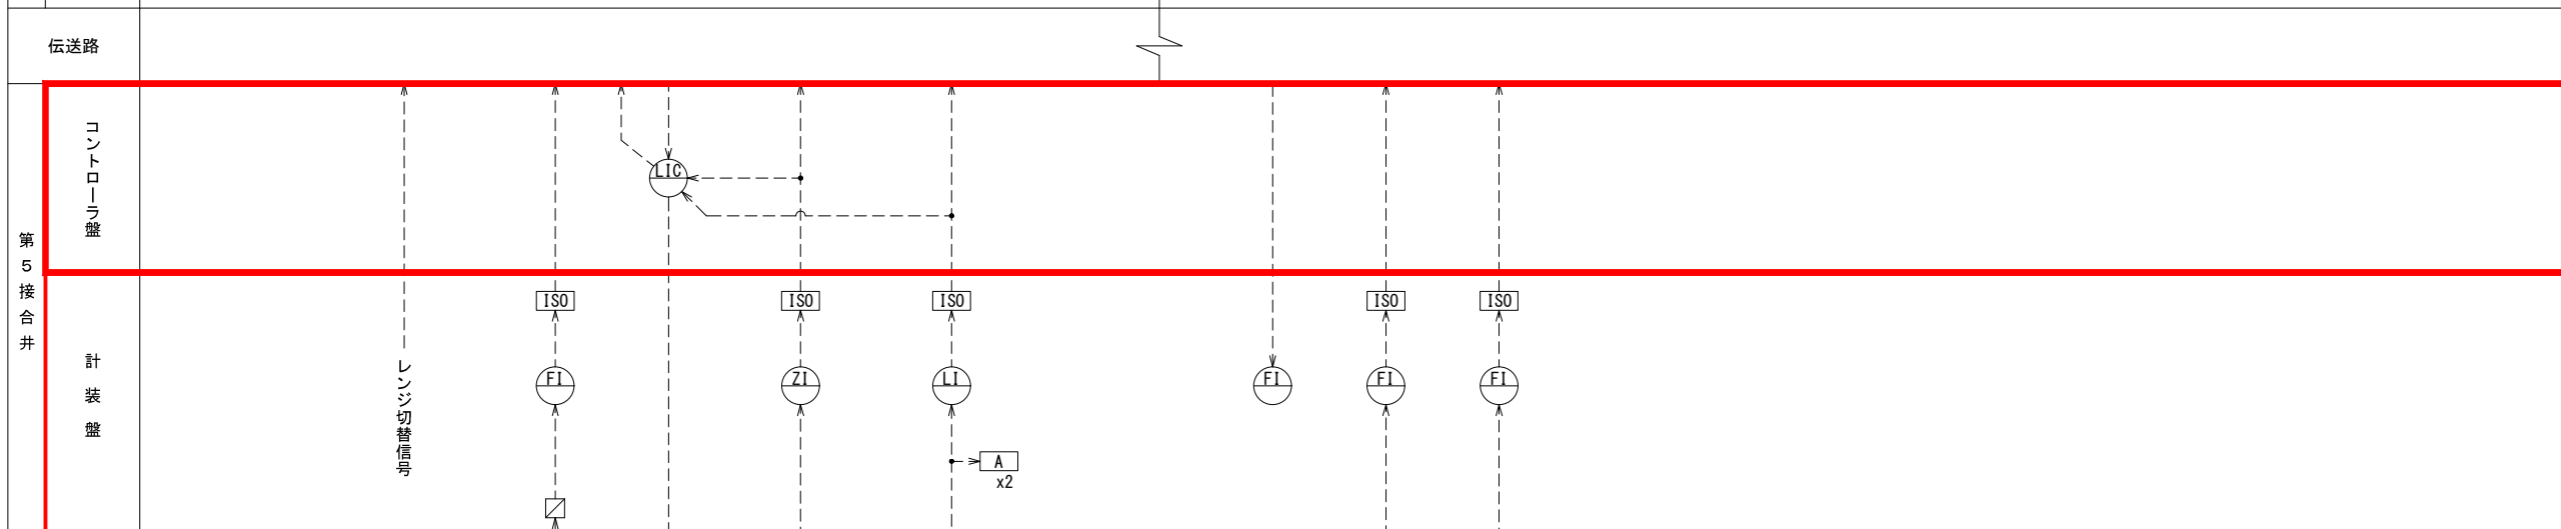 伝送路
第5接合井
コントローラ盤
LIC
計装盤
レンジ切替信号
ISO
ISO
ISO
ISO
ISO
FI
ZI
LI
FI
FI
FI
A
x2